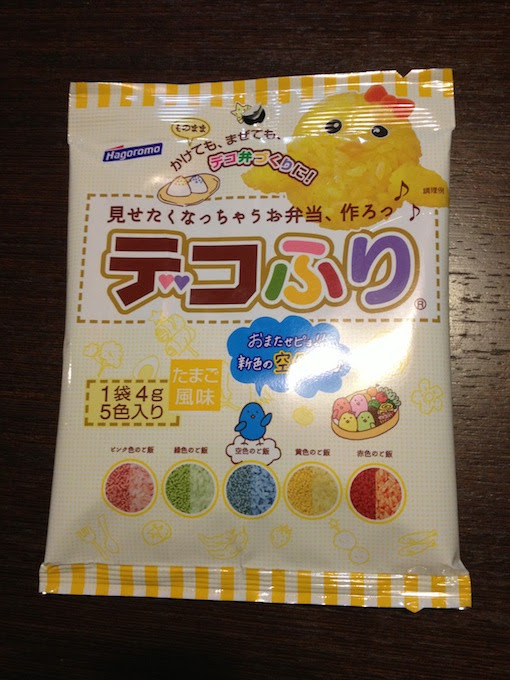 そのまま
Hagoromo
かけても、まぜても、
デコ弁づくりに!
調理例
見せたくなっちゃうお弁当、作ろっ♪
デコふり®
おまたせピョ
新色の空
たまご
風味
1袋4g
5色入り
ピンク色のご飯
緑色のご飯
空色のご飯
黄色のご飯
赤色のご飯